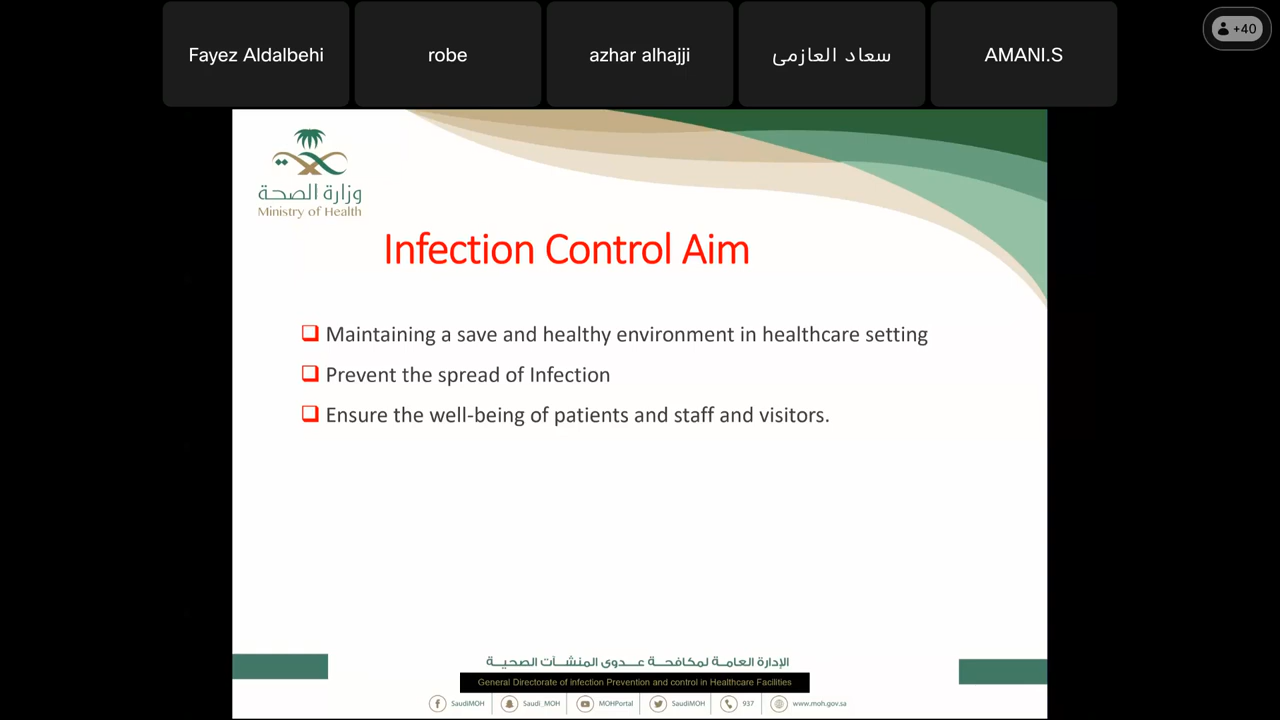 Fayez Aldalbehi
robe
azhar alhajji
سعاد العازمى
AMANI.S
+40
وزارة الصحة
Ministry of Health
Infection Control Aim
Maintaining a save and healthy environment in healthcare setting
Prevent the spread of Infection
Ensure the well-being of patients and staff and visitors.
الإدارة العامة لمكافحة عدوى المنشآت الصحية
General Directorate of infection Prevention and control in Healthcare Facilities
SaudiMOH
Saudi_MOH
MOHPortal
SaudiMOH
937
www.moh.gov.sa